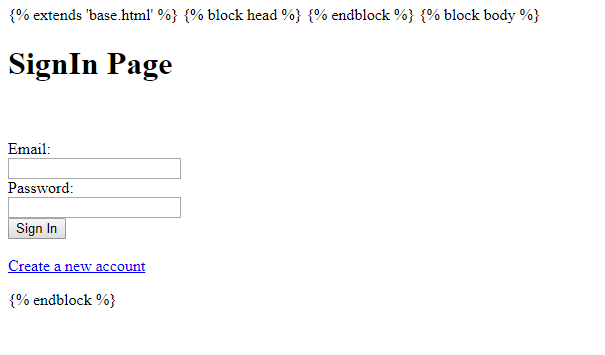 {% extends 'base.html' %} {% block head %} {% endblock %} {% block body %}
SignIn Page
Email:
Password:
Sign In
Create a new account
{% endblock %}